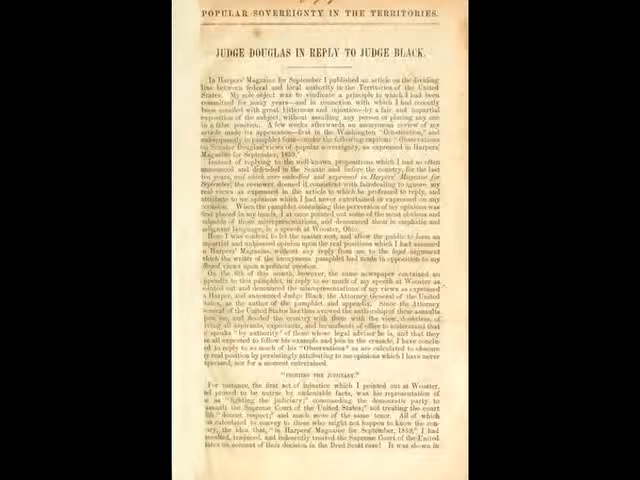 POPULAR SOVEREIGNTY IN THE TERRITORIES.
JUDGE DOUGLAS IN REPLY TO JUDGE BLACK.
In Harpers' Magazine for September I published an article on the dividing
line between federal and local authority in the Territories of the United
States. My sole object was to vindicate a principle to which I had been
committed for many years—and in connection with which I had recently
been assailed with great bitterness and injustice—by a fair and impartial
exposition of the subject, without assailing any person or placing any one
in a false position. A few weeks afterwards an anonymous review of my
article made its appearance—first in the Washington "Constitution," and
subsequently in pamphlet form—under the following caption: "Observations
on Senator Douglas' views of popular sovereignty, as expressed in Harpers'
Magazine for September, 1859."
Instead of replying to the well-known propositions which I had so often
announced and defended in the Senate and before the country, for the last
ten years, and which were embodied and expressed in Harpers' Magazine for
September, the reviewer deemed it consistent with fair dealing to ignore my
real views as expressed in the article to which he professed to reply, and
attribute to me opinions which I had never entertained or expressed on any
occasion. When the pamphlet containing this perversion of my opinions was
first placed in my hands, I at once pointed out some of the most obvious and
palpable of those misrepresentations, and denounced them in emphatic and
indignant language, in a speech at Wooster, Ohio.
Here I was content to let the matter rest, and allow the public to form an
impartial and unbiased opinion upon the real positions which I had assumed
in Harpers' Magazine, without any reply from me to the legal argument
which the writer of the anonymous pamphlet had made in opposition to my
alleged views upon a political question.
On the 6th of this month, however, the same newspaper contained an
appendix to this pamphlet, in reply to so much of my speech at Wooster as
pointed out and denounced the misrepresentations of my views as expressed
in Harper, and announced Judge Black, the Attorney General of the United
States, as the author of the pamphlet and appendix. Since the Attorney
General of the United States has thus avowed the authorship of these assaults
upon me, and flooded the country with them with the view, doubtless, of
giving all aspirants, expectants, and incumbents of office to understand that
he speaks "by authority" of those whose legal adviser he is, and that they
are all expected to follow his example and join in the crusade, I have conclud-
ed to reply to so much of his "Observations" as are calculated to obscure
my real position by persistingly attributing to me opinions which I have never
expressed, nor for a moment entertained.
"FIGHTING THE JUDICIARY."
For instance, the first act of injustice which I pointed out at Wooster,
and proved to be untrue by undeniable facts, was his representation of
me as "fighting the judiciary;" commanding the democratic party to
assault the Supreme Court of the United States;" not treating the court
with "decent respect;" and much more of the same tenor. All of which
was calculated to convey to those who might not happen to know the con-
trary, the idea that, "in Harpers' Magazine for September, 1859," I had
assailed, traduced, and indecently treated the Supreme Court of the United
States on account of their decision in the Dred Scott case! It was shown in